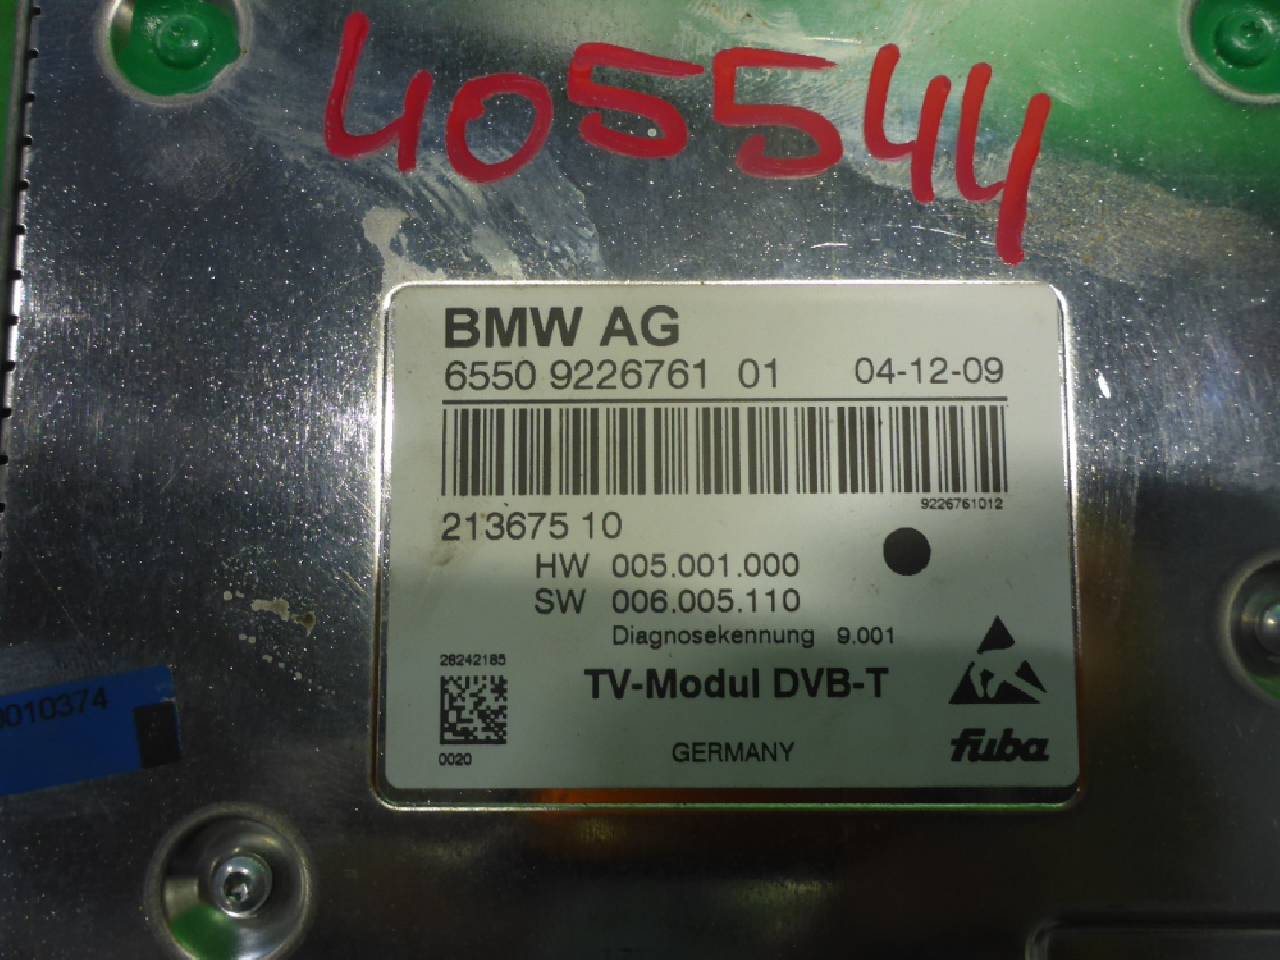 405544
BMW AG
6550 9226761 01 04-12-09
9226761012
213675 10
HW 005.001.000
SW 006.005.110
Diagnosekennung 9.001
28242185
TV-Modul DVB-T
0020
GERMANY
fuba
0010374